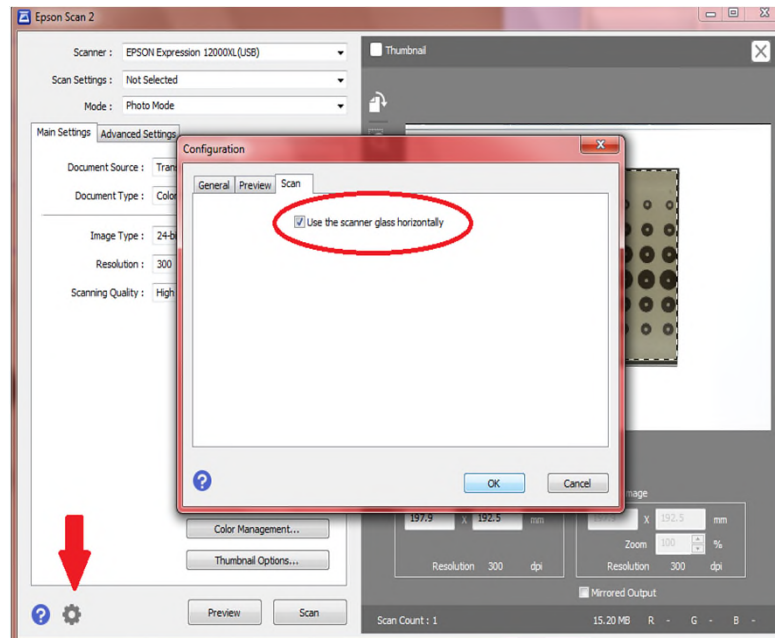 Epson Scan 2
Scanner : EPSON Expression 12000XL(USB)
Scan Settings : Not Selected
Mode : Photo Mode
Main Settings Advanced Settings
Document Source : Tran
Document Type : Color
Image Type : 24-b
Resolution : 300
Scanning Quality : High
Color Management...
Thumbnail Options...
Preview Scan
Configuration
General Preview Scan
Use the scanner glass horizontally
OK Cancel
Thumbnail
197.9 X 192.5 mm
Resolution 300 dpi
mage
X 192.5 mm
Zoom 100 %
Resolution 300 dpi
Mirrored Output
Scan Count : 1 15.20 MB R - G - B -